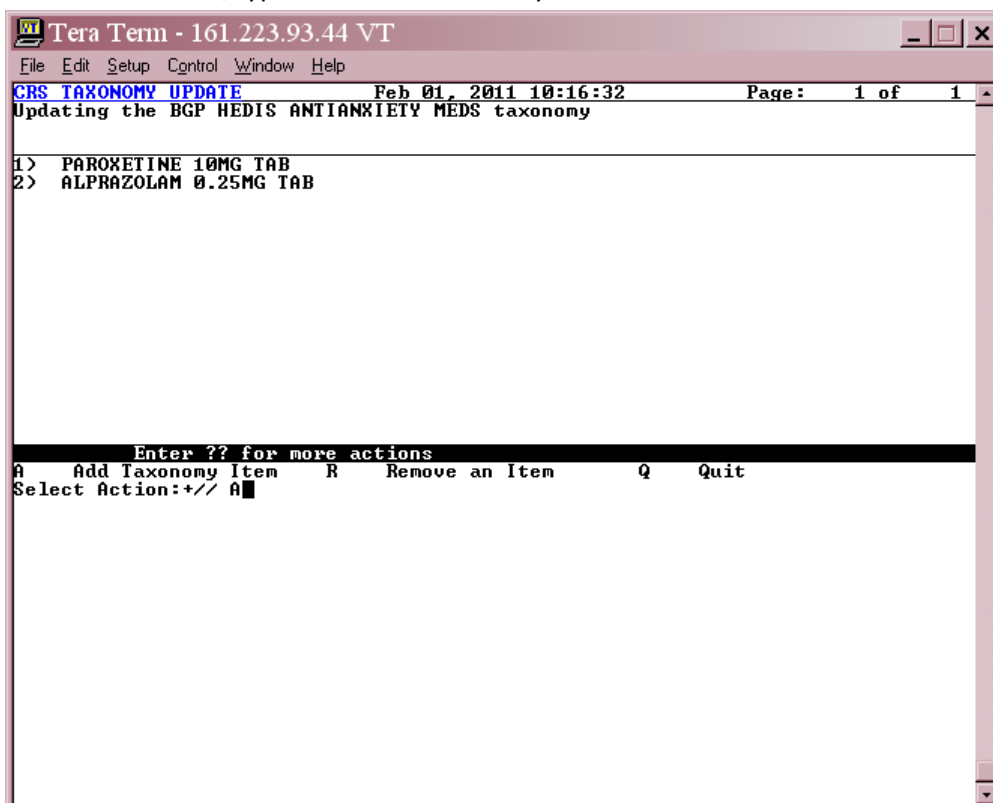 Tera Term - 161.223.93.44 VT
File Edit Setup Control Window Help
CRS TAXONOMY UPDATE Feb 01, 2011 10:16:32 Page: 1 of 1
Updating the BGP HEDIS ANTIANXIETY MEDS taxonomy
1) PAROXETINE 10MG TAB
2) ALPRAZOLAM 0.25MG TAB
Enter ?? for more actions
A Add Taxonomy Item R Remove an Item Q Quit
Select Action:+// A